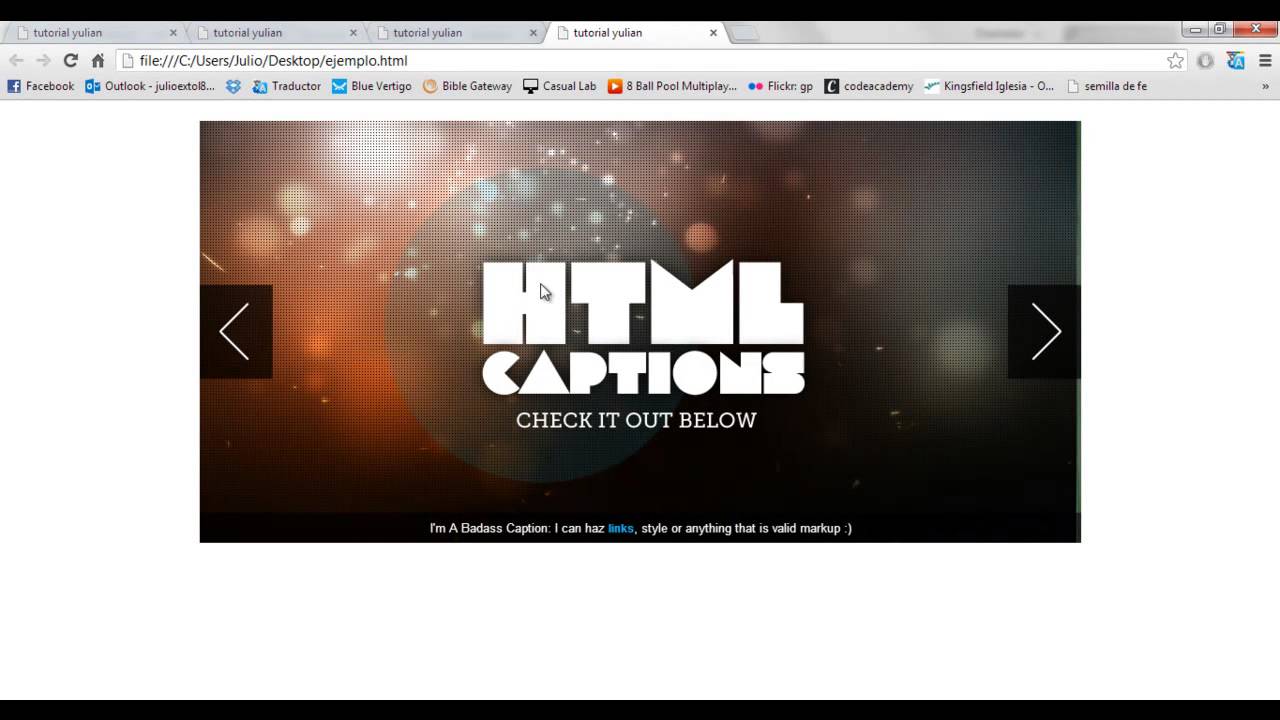 tutorial yulian tutorial yulian tutorial yulian tutorial yulian
file:///C:/Users/Julio/Desktop/ejemplo.html
Facebook Outlook - julioextol8... Traductor Blue Vertigo Bible Gateway Casual Lab 8 Ball Pool Multiplay... Flickr: gp codeacademy Kingsfield Iglesia - O... semilla de fe »
HTML
CAPTIONS
CHECK IT OUT BELOW
I'm A Badass Caption: I can haz links, style or anything that is valid markup :)